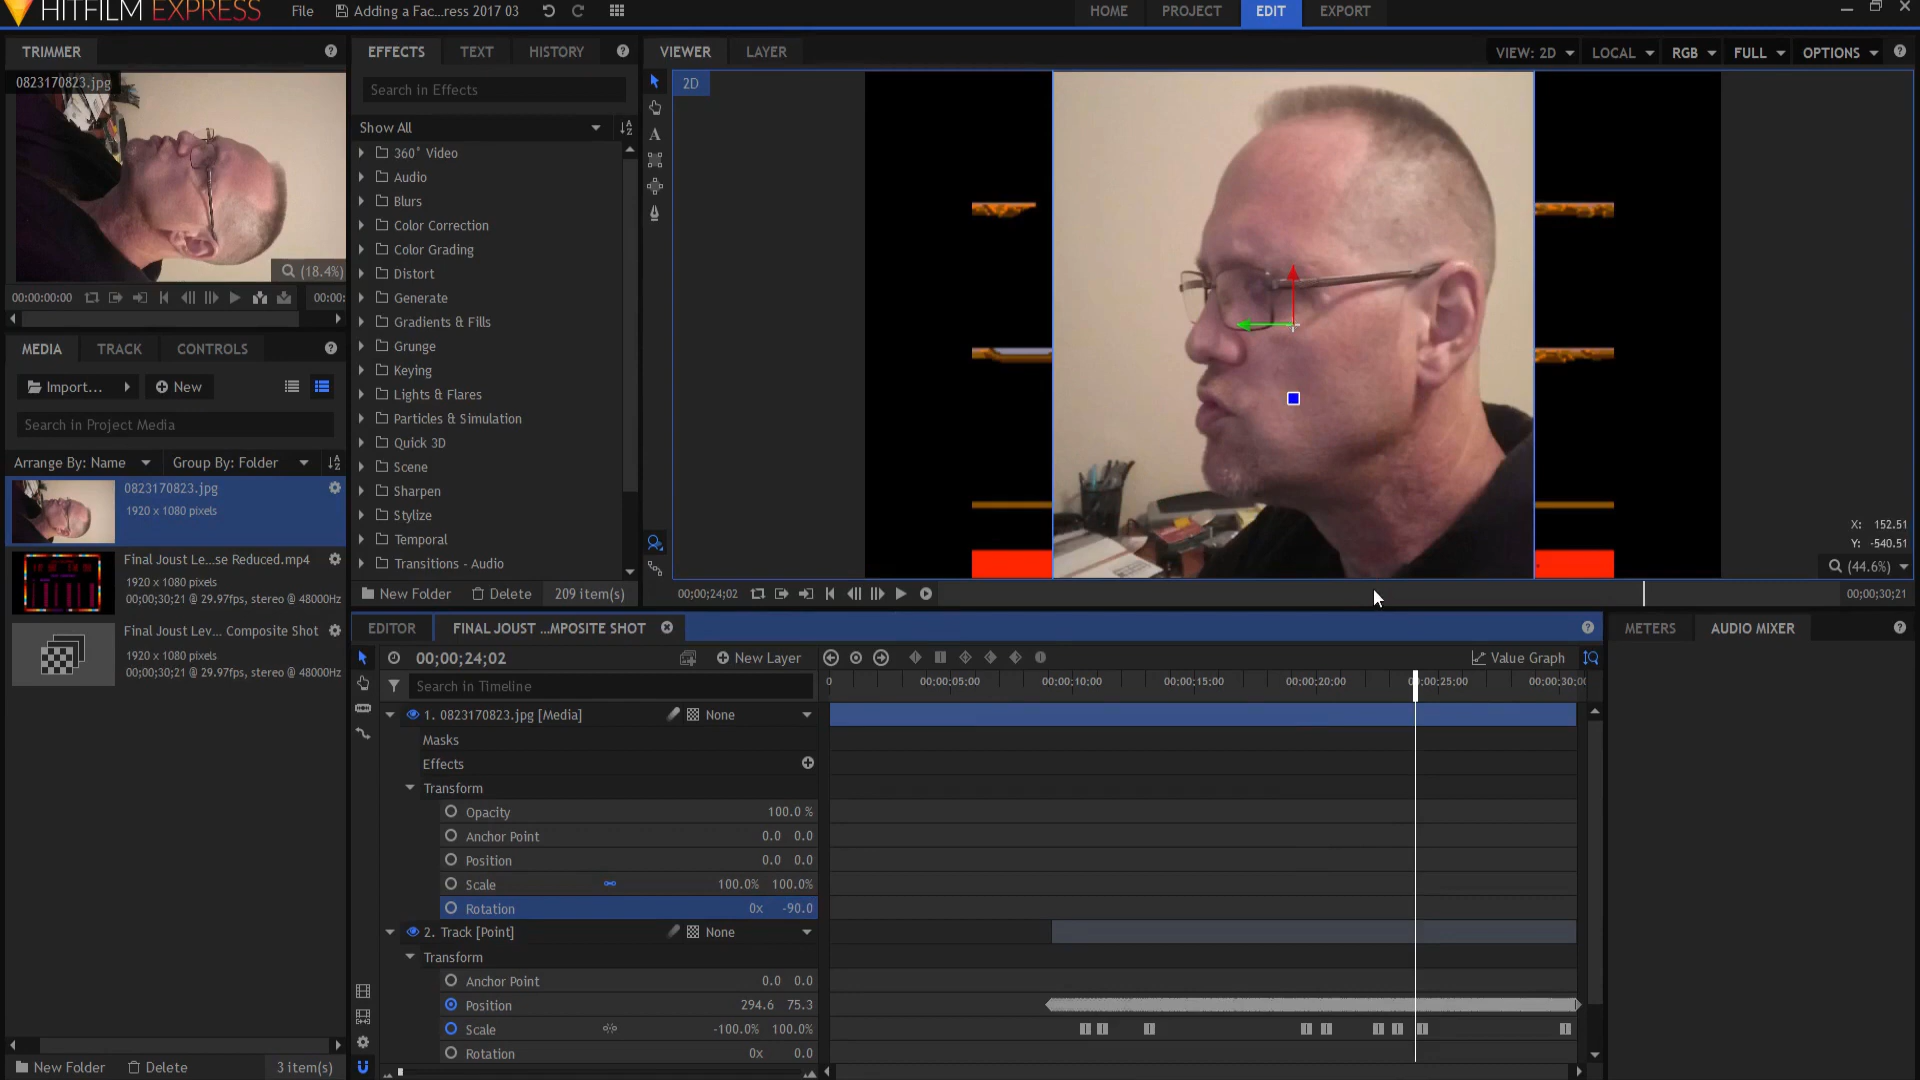 HITFILM EXPRESS
File
Adding a Fac...ress 2017 03
HOME
PROJECT
EDIT
EXPORT
TRIMMER
0823170823.jpg
(18.4%)
00:00:00:00
00:00:
EFFECTS
TEXT
HISTORY
Search in Effects
Show All
360° Video
Audio
Blurs
Color Correction
Color Grading
Distort
Generate
Gradients & Fills
Grunge
Keying
Lights & Flares
Particles & Simulation
Quick 3D
Scene
Sharpen
Stylize
Temporal
Transitions - Audio
New Folder
Delete
209 item(s)
VIEWER
LAYER
VIEW: 2D
LOCAL
RGB
FULL
OPTIONS
2D
A
X: 152.51
Y: -540.51
(44.6%)
00;00;24;02
00;00;30;21
MEDIA
TRACK
CONTROLS
Import...
New
Search in Project Media
Arrange By: Name
Group By: Folder
0823170823.jpg
1920 x 1080 pixels
Final Joust Le...se Reduced.mp4
1920 x 1080 pixels
00;00;30;21 @ 29.97fps, stereo @ 48000Hz
Final Joust Lev... Composite Shot
1920 x 1080 pixels
00;00;30;21 @ 29.97fps, stereo @ 48000Hz
New Folder
Delete
3 item(s)
EDITOR
FINAL JOUST ...MPOSITE SHOT
00;00;24;02
New Layer
Value Graph
Search in Timeline
0
00;00;05;00
00;00;10;00
00;00;15;00
00;00;20;00
00;00;25;00
00;00;30;0
1. 0823170823.jpg [Media]
None
Masks
Effects
Transform
Opacity
100.0 %
Anchor Point
0.0 0.0
Position
0.0 0.0
Scale
100.0% 100.0%
Rotation
0x -90.0
2. Track [Point]
None
Transform
Anchor Point
0.0 0.0
Position
294.6 75.3
Scale
-100.0% 100.0%
Rotation
0x 0.0
METERS
AUDIO MIXER